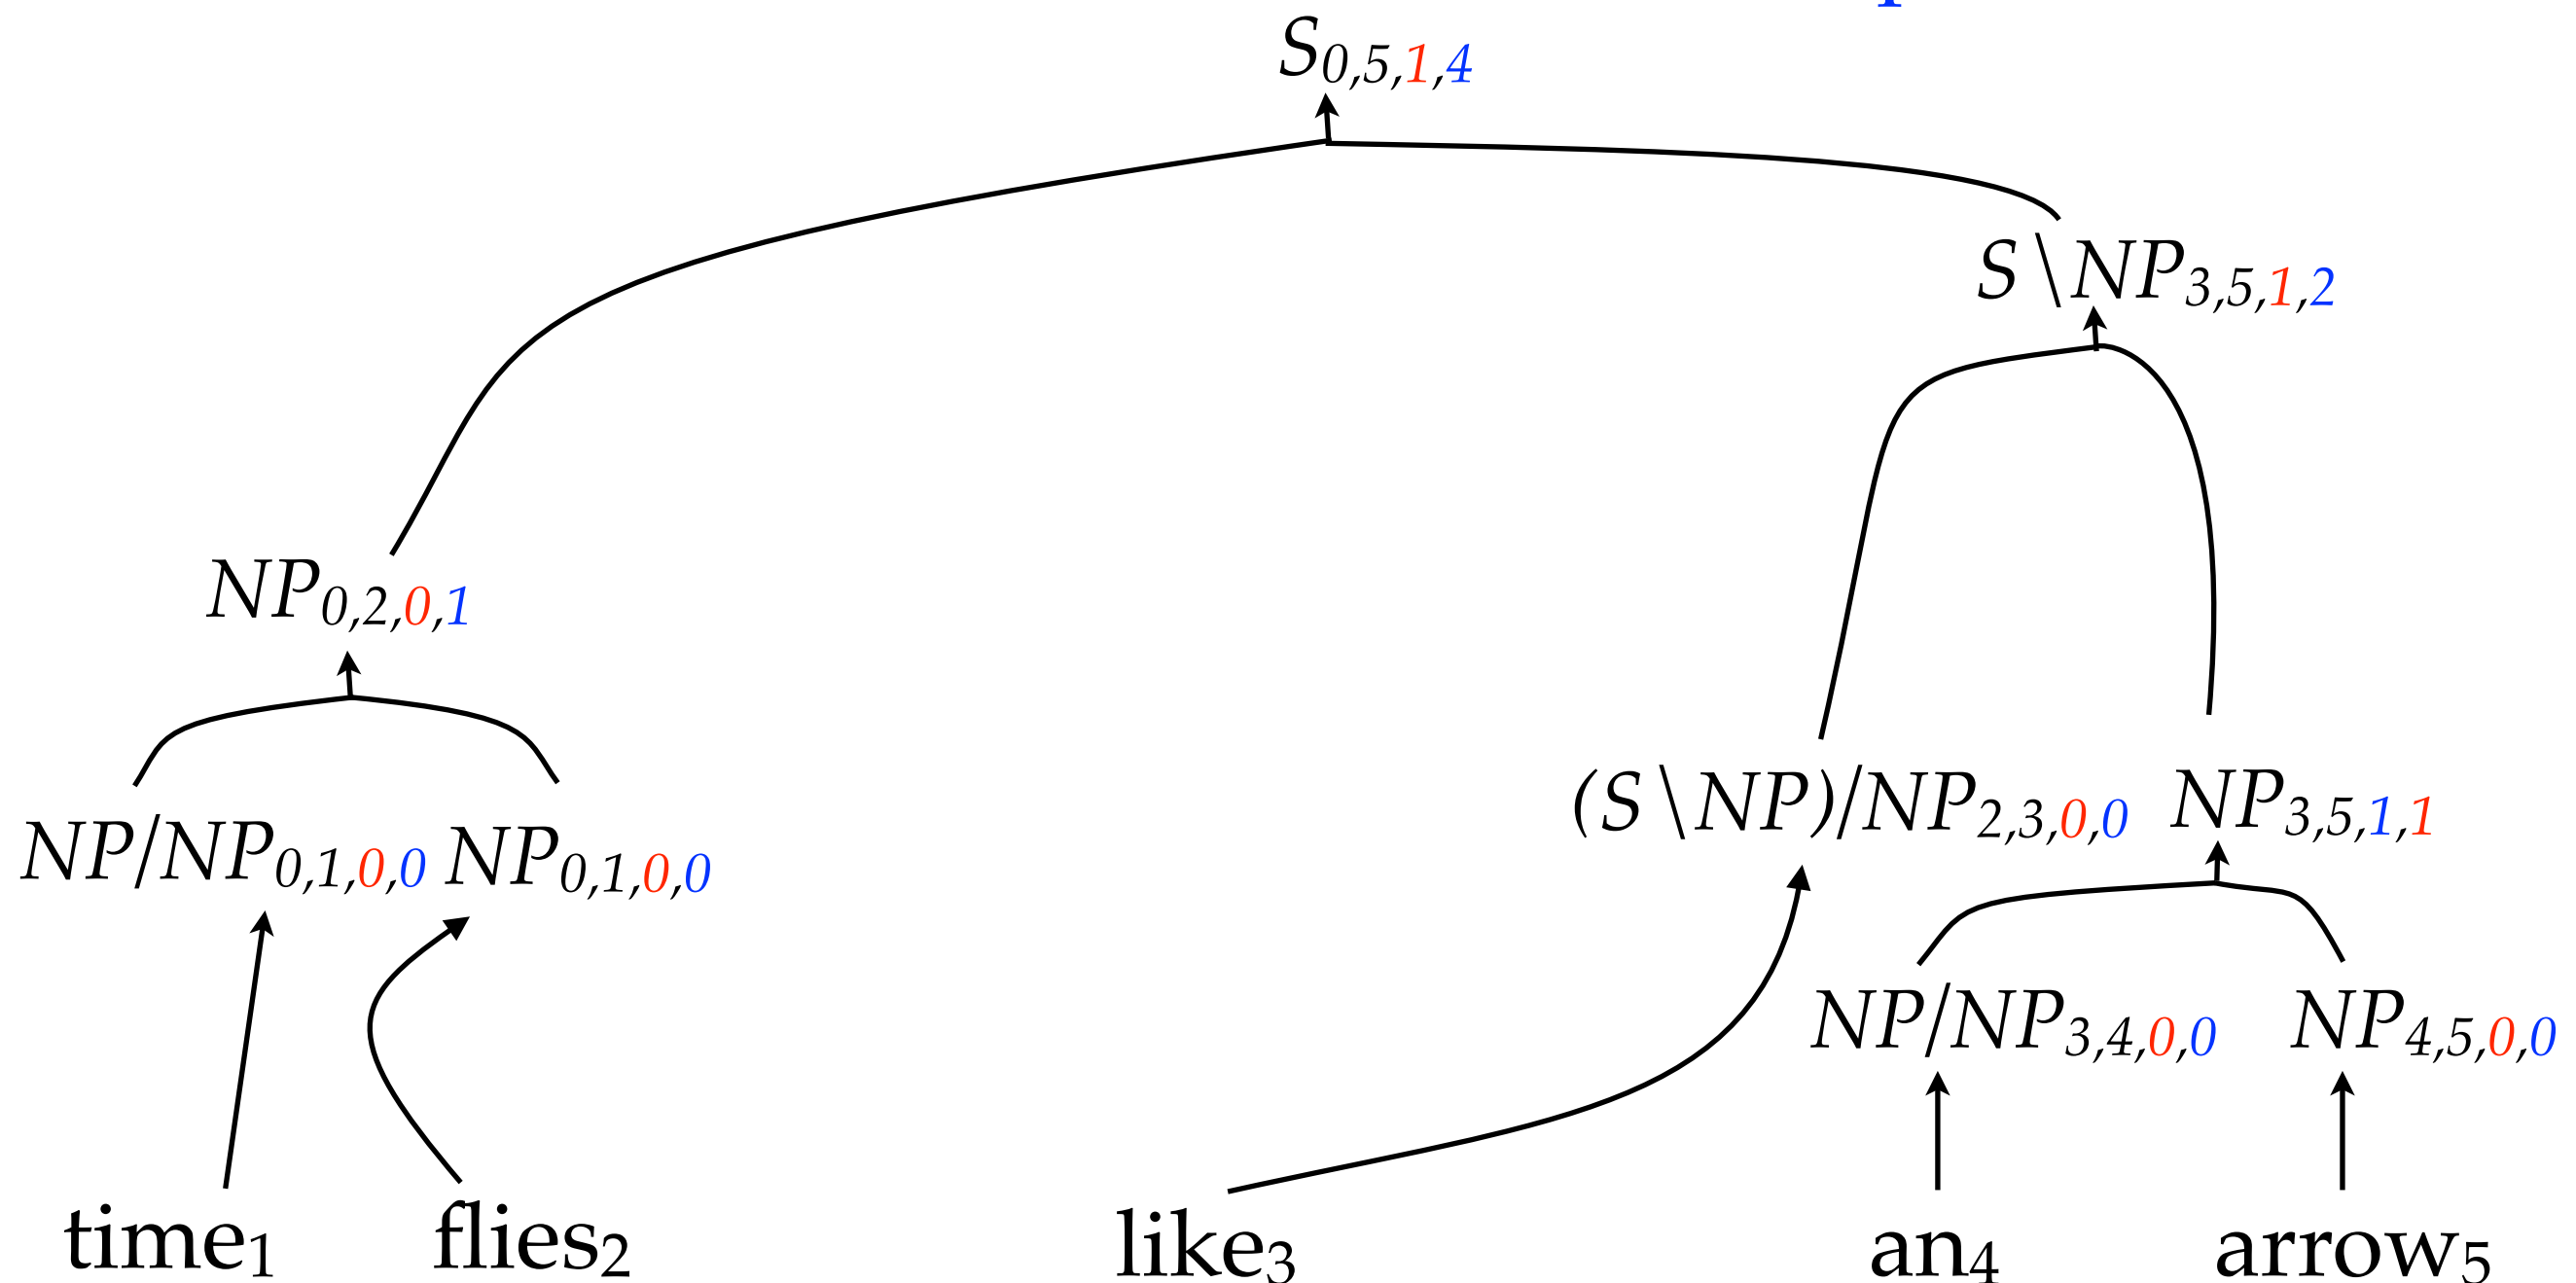 S0,5,1,4
S\NP3,5,1,2
NP0,2,0,1
(S\NP)/NP2,3,0,0 NP3,5,1,1
NP/NP0,1,0,0 NP0,1,0,0
NP/NP3,4,0,0 NP4,5,0,0
time1 flies2 like3 an4 arrow5